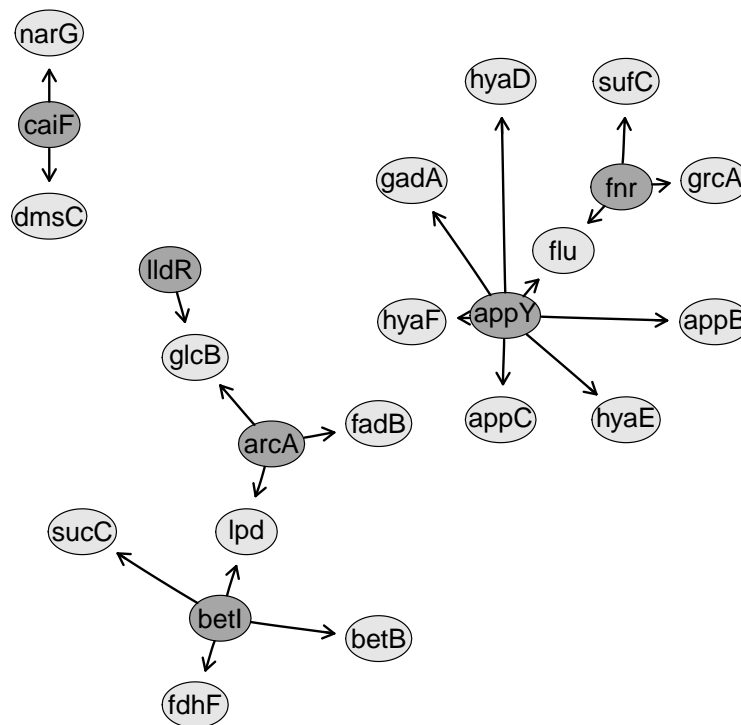 narG
hyaD
sufC
caiF
gadA
fnr
grcA
dmsC
flu
lldR
hyaF
appY
appB
glcB
fadB
appC
hyaE
arcA
sucC
lpd
betI
betB
fdhF